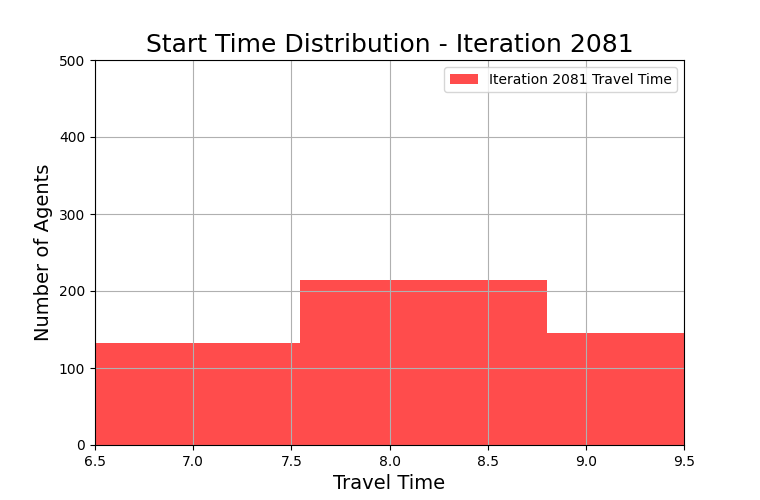 Start Time Distribution - Iteration 2081
Iteration 2081 Travel Time
500
400
300
200
100
0
Number of Agents
6.5 7.0 7.5 8.0 8.5 9.0 9.5
Travel Time